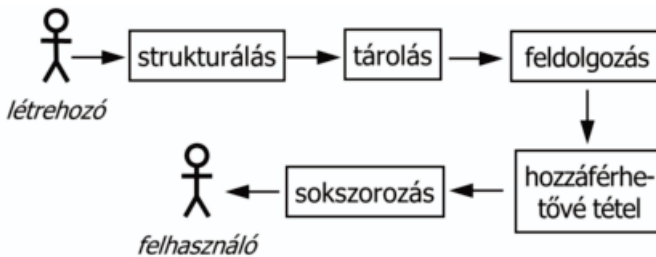 strukturálás
tárolás
feldolgozás
létrehozó
hozzáférhe-
tővé tétel
sokszorozás
felhasználó